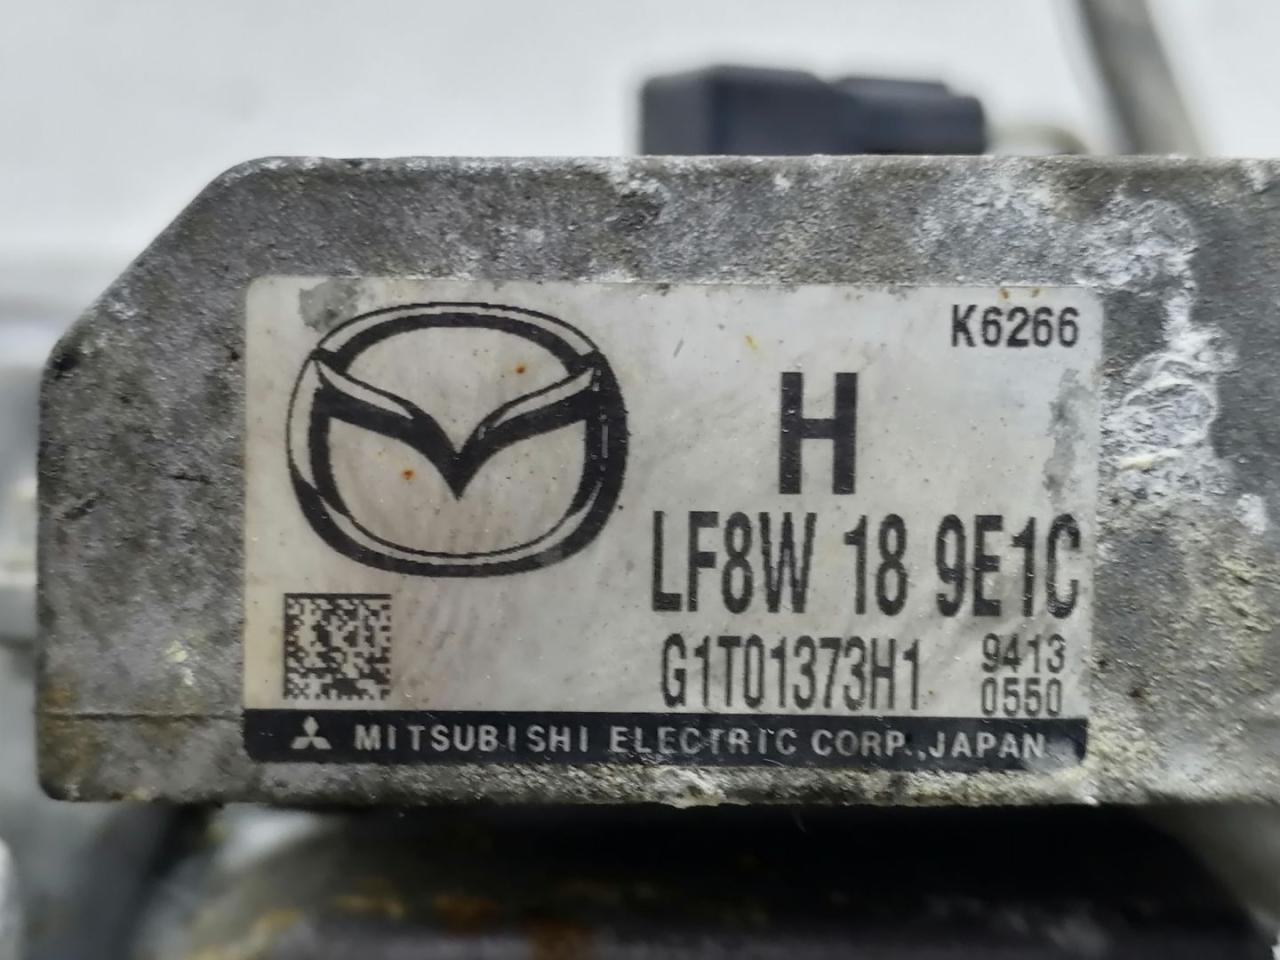 K6266
H
LF8W 18 9E1C
G1T01373H1 9413
0550
MITSUBISHI ELECTRIC CORP.,JAPAN